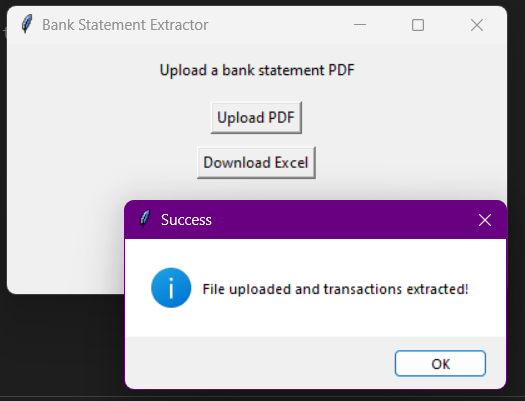 Bank Statement Extractor
Upload a bank statement PDF
Upload PDF
Download Excel
Success
File uploaded and transactions extracted!
OK